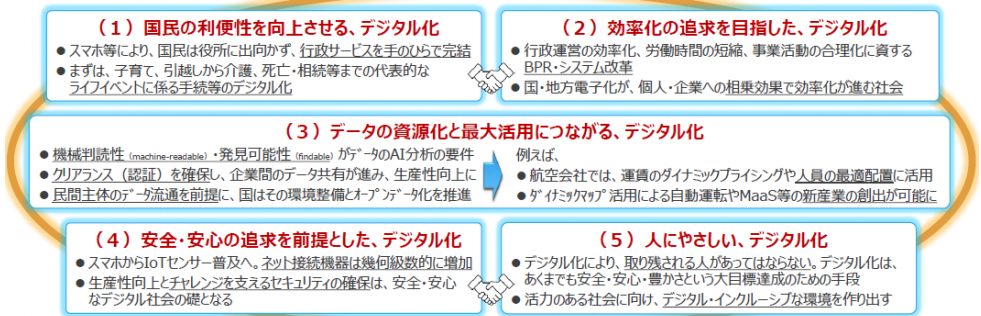 （１）国民の利便性を向上させる、デジタル化
● スマホ等により、国民は役所に出向かず、行政サービスを手のひらで完結
● まずは、子育て、引越しから介護、死亡・相続等までの代表的な
ライフイベントに係る手続等のデジタル化
（２）効率化の追求を目指した、デジタル化
● 行政運営の効率化、労働時間の短縮、事業活動の合理化に資する
BPR・システム改革
● 国・地方電子化が、個人・企業への相乗効果で効率化が進む社会
（３）データの資源化と最大活用につながる、デジタル化
● 機械判読性（machine-readable）・発見可能性（findable）がﾃﾞｰﾀのAI分析の要件
● クリアランス（認証）を確保し、企業間のデータ共有が進み、生産性向上に
● 民間主体のﾃﾞｰﾀ流通を前提に、国はその環境整備とｵｰﾌﾟﾝﾃﾞｰﾀ化を推進
例えば、
● 航空会社では、運賃のダイナミックプライシングや人員の最適配置に活用
● ﾀﾞｲﾅﾐｯｸﾏｯﾌﾟ活用による自動運転やMaaS等の新産業の創出が可能に
（４）安全・安心の追求を前提とした、デジタル化
● スマホからIoTセンサー普及へ。ネット接続機器は幾何級数的に増加
● 生産性向上とチャレンジを支えるセキュリティの確保は、安全・安心
なデジタル社会の礎となる
（５）人にやさしい、デジタル化
● デジタル化により、取り残される人があってはならない。デジタル化は、
あくまでも安全・安心・豊かさという大目標達成のための手段
● 活力のある社会に向け、デジタル・インクルーシブな環境を作り出す